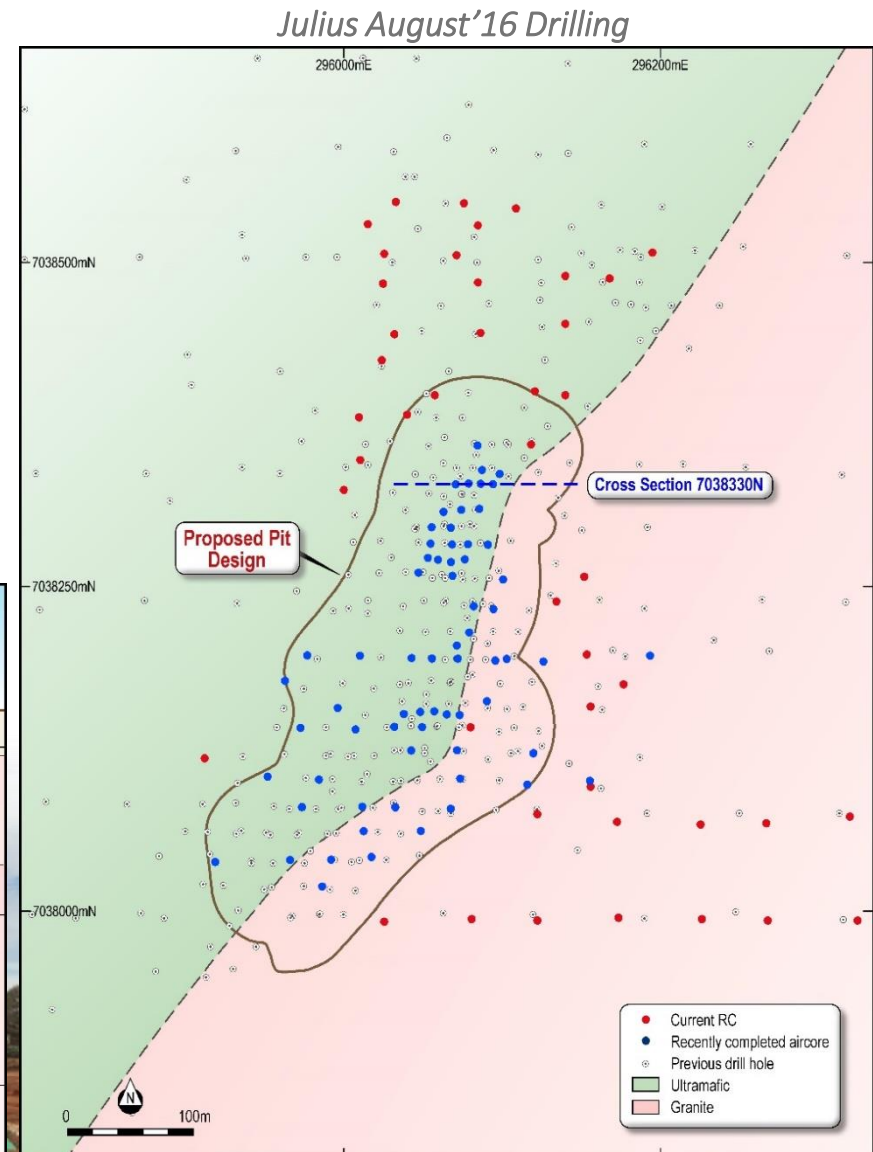 Julius August'16 Drilling
296000mE
296200mE
7038500mN
Cross Section 7038330N
Proposed Pit
Design
7038250mN
7038000mN
Current RC
Recently completed aircore
Previous drill hole
Ultramafic
Granite
N
0
100m